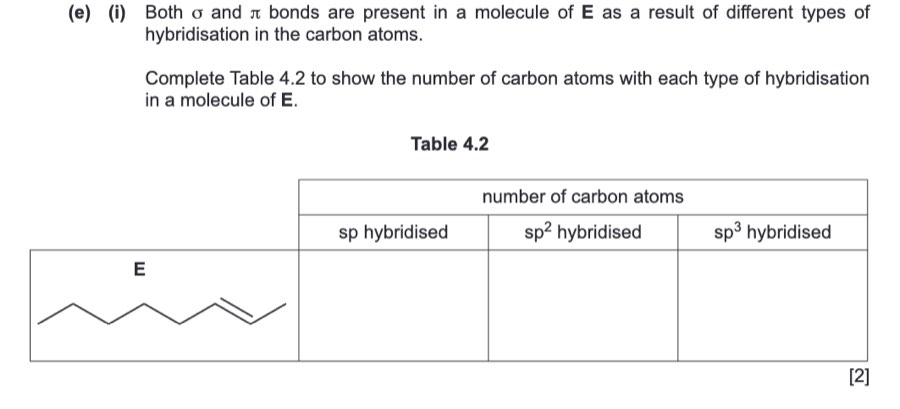 (e) (i) Both σ and π bonds are present in a molecule of E as a result of different types of
hybridisation in the carbon atoms.
Complete Table 4.2 to show the number of carbon atoms with each type of hybridisation
in a molecule of E.
Table 4.2
number of carbon atoms
sp hybridised sp² hybridised sp³ hybridised
E
[2]